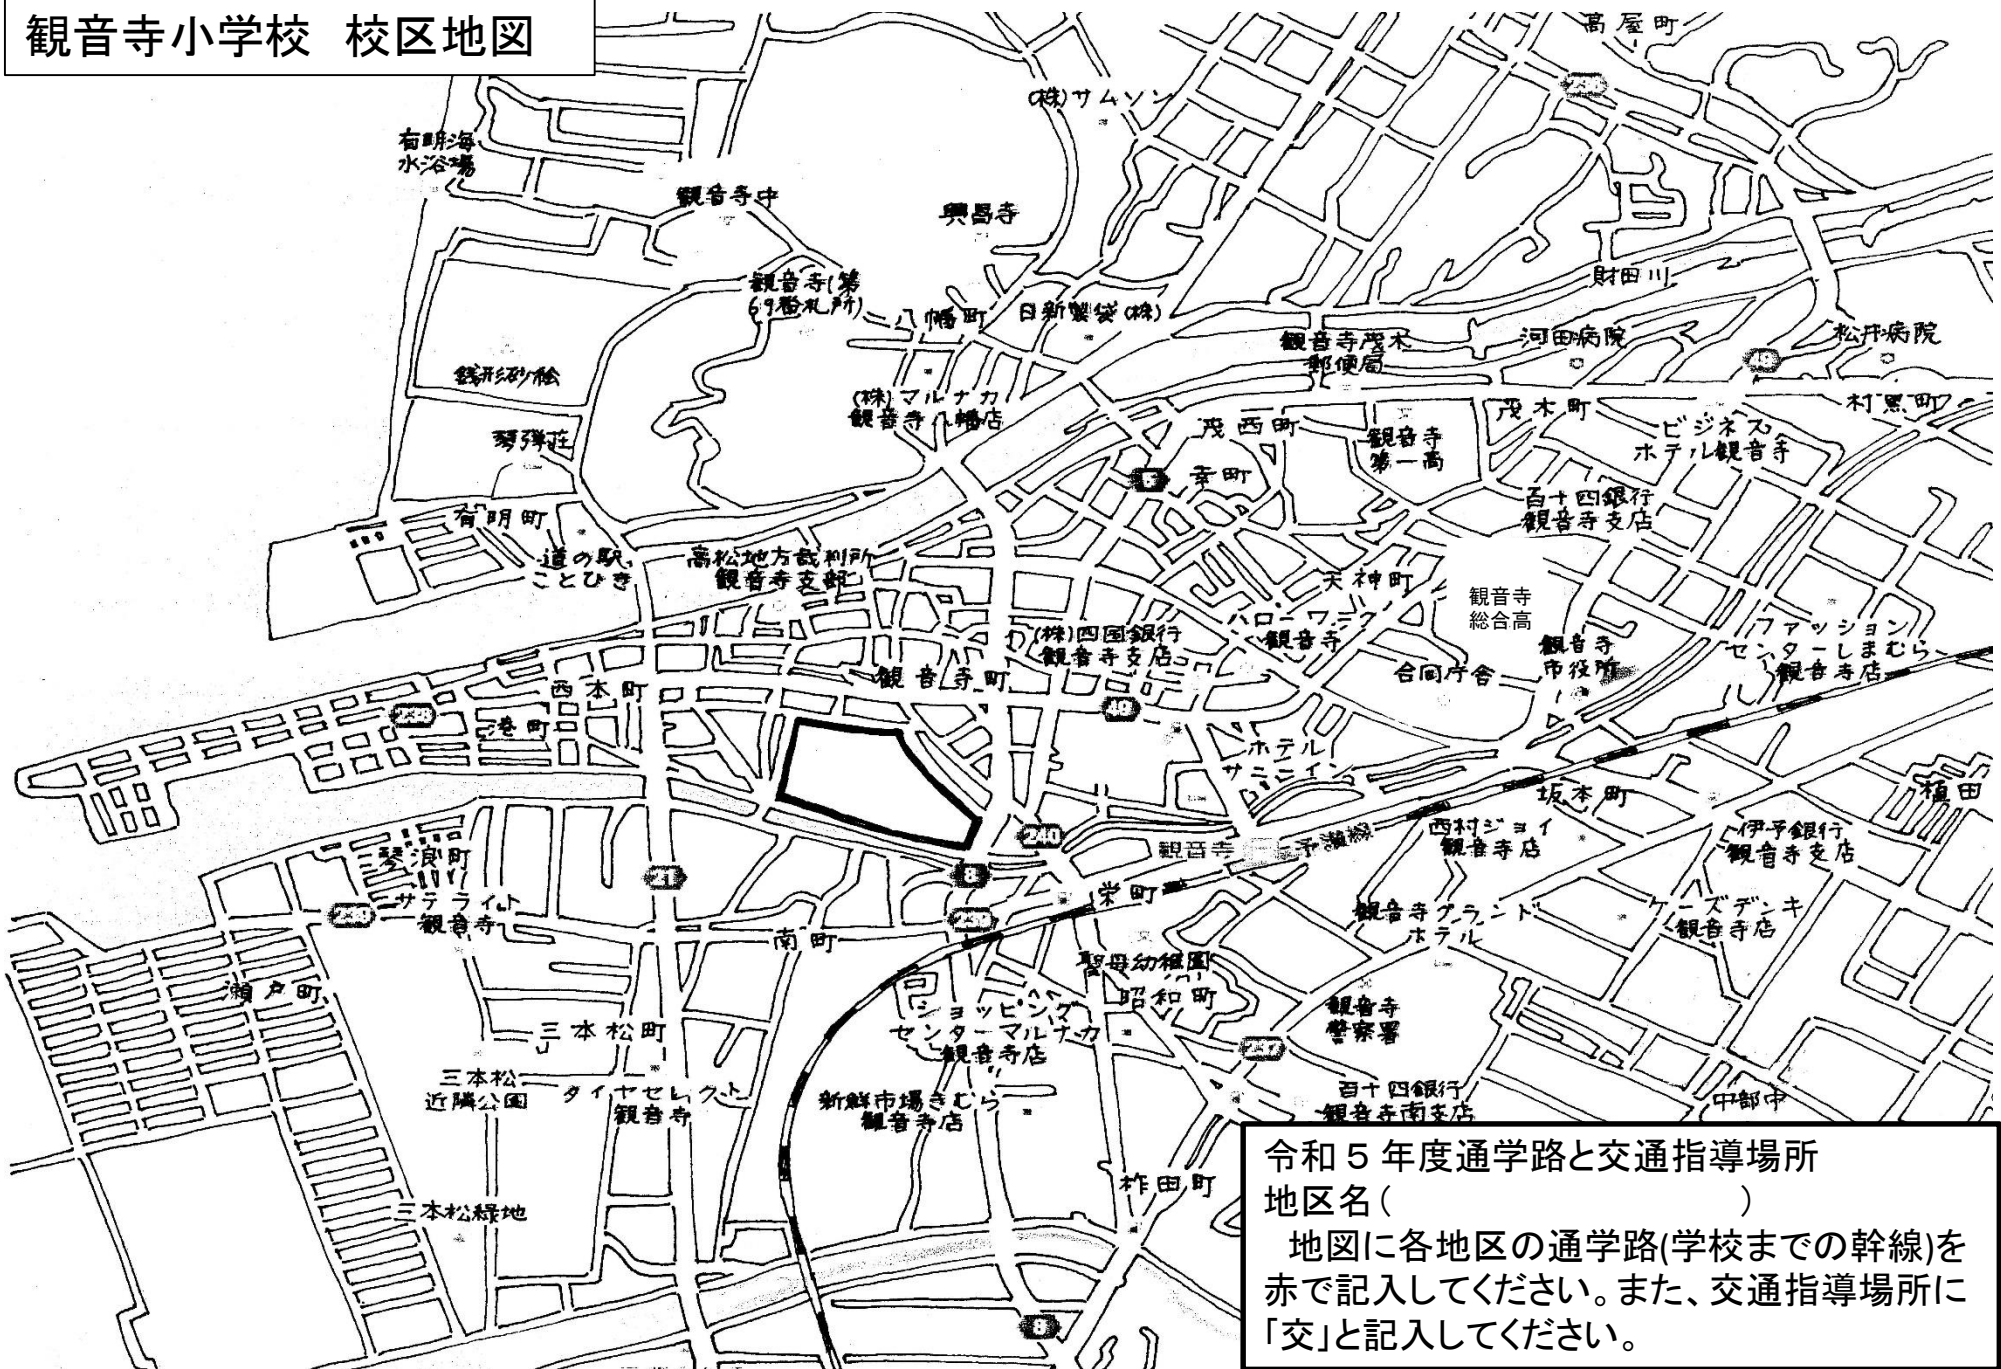 観音寺小学校 校区地図
高屋町
(株)サムソン
有明海
水浴場
観音寺中
興昌寺
観音寺(第
69番札所)
八幡町
日新製袋(株)
財田川
観音寺茂木
郵便局
河田病院
松井病院
49
銭形砂絵
(株)マルナカ
観音寺八幡店
茂西町
茂木町
村黒町
琴弾荘
観音寺
第一高
ビジネス
ホテル観音寺
幸町
百十四銀行
観音寺支店
有明町
道の駅
ことひき
高松地方裁判所
観音寺支部
天神町
観音寺
総合高
(株)四国銀行
観音寺支店
ハローワーク
観音寺
観音寺
市役所
ファッション
センターしまむら
観音寺店
合同庁舎
西本町
観音寺町
238
港町
49
ホテル
サニーイン
坂本町
植田
240
観音寺
予讃線
西村ジョイ
観音寺店
伊予銀行
観音寺支店
琴浪町
21
8
栄町
サテライト
観音寺
239
239
南町
観音寺グランド
ホテル
ケーズデンキ
観音寺店
聖母幼稚園
昭和町
瀬戸町
ショッピング
センターマルナカ
観音寺店
観音寺
警察署
三本松町
237
三本松
近隣公園
ダイヤセレクト
観音寺
新鮮市場きむら
観音寺店
百十四銀行
観音寺南支店
中部中
柞田町
三本松緑地
8
令和5年度通学路と交通指導場所
地区名( )
地図に各地区の通学路(学校までの幹線)を
赤で記入してください。また、交通指導場所に
「交」と記入してください。